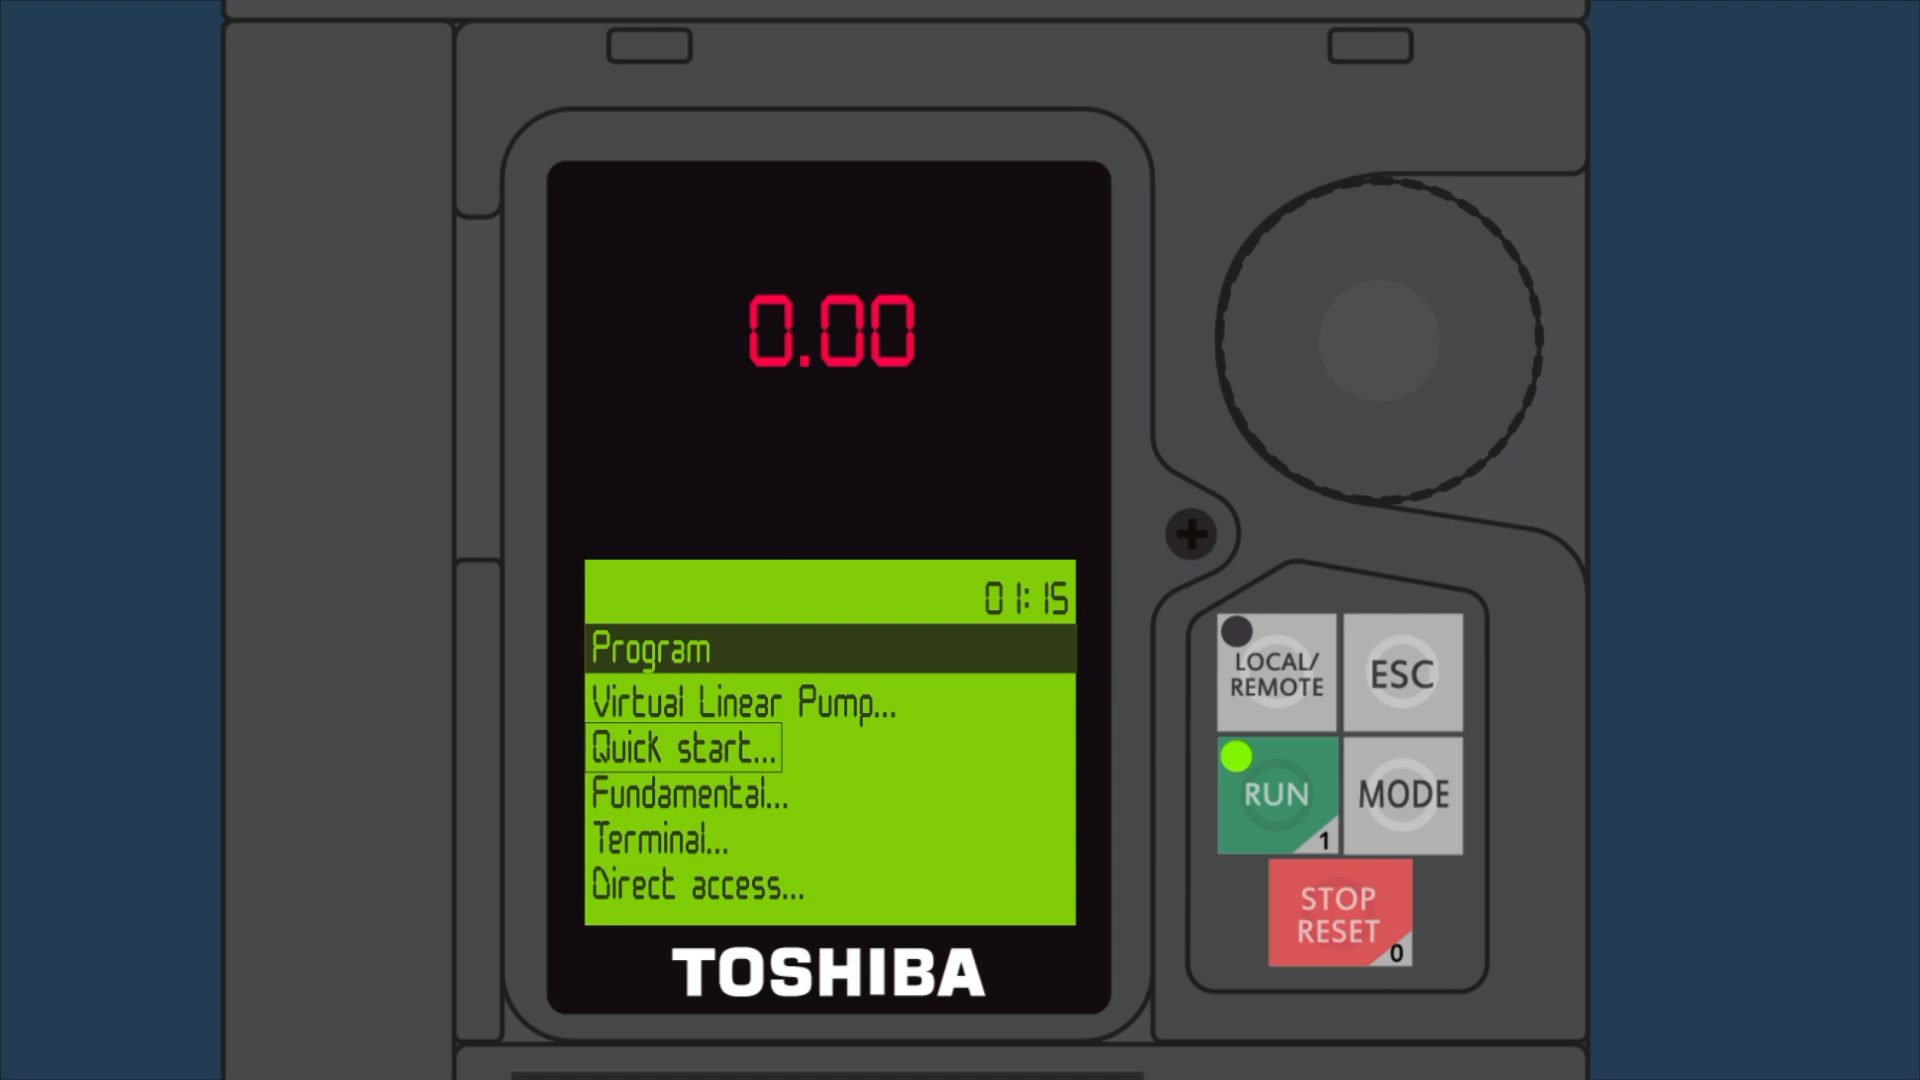 0.00
01:15
Program
Virtual Linear Pump...
Quick start...
Fundamental...
Terminal...
Direct access...
TOSHIBA
LOCAL/
REMOTE
ESC
RUN
1
MODE
STOP
RESET
0